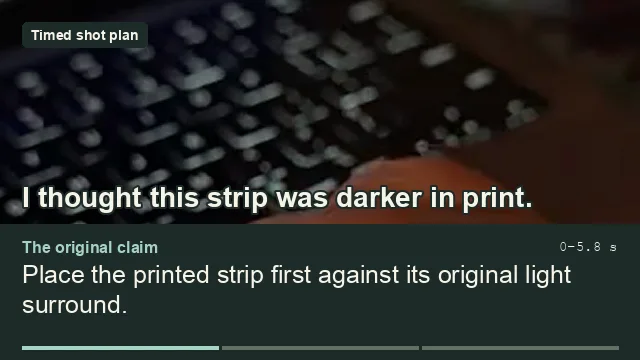 Timed shot plan
I thought this strip was darker in print.
The original claim
0–5.8 s
Place the printed strip first against its original light
surround.